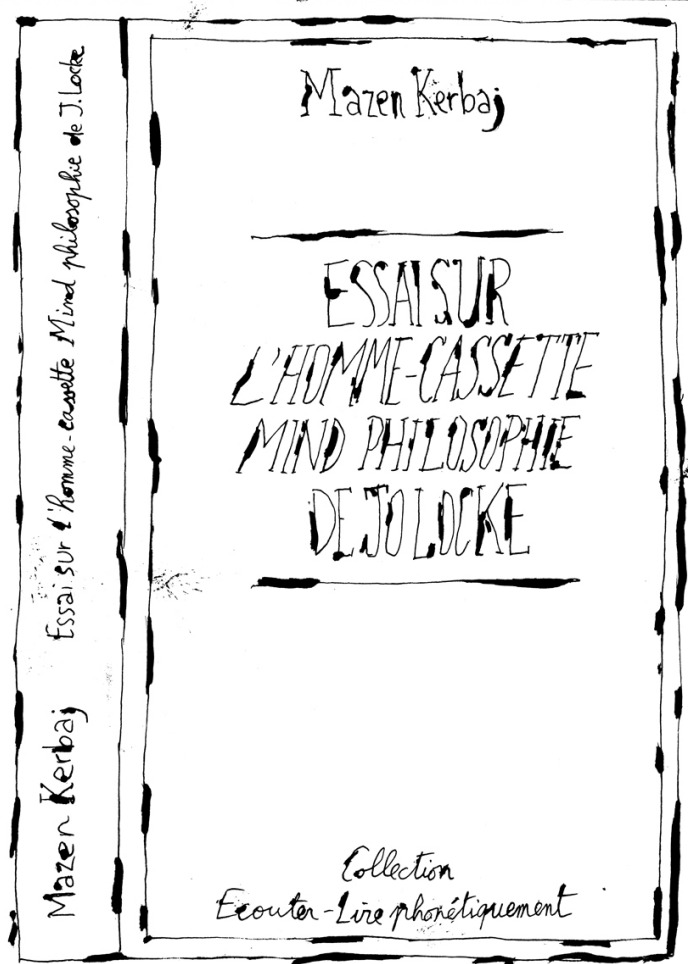 Mazen Kerbaj
Essai sur l'homme-cassette Mind philosophie de J. Locke
Mazen Kerbaj
ESSAI SUR
L'HOMME-CASSETTE
MIND PHILOSOPHIE
DE JO LOCKE
Collection
Ecouter-Lire phonétiquement